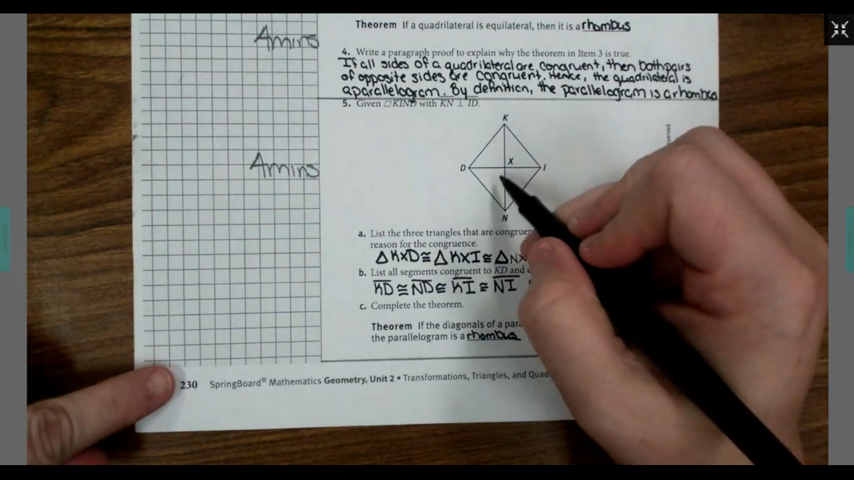 Theorem If a quadrilateral is equilateral, then it is a rhombus
4mins
4. Write a paragraph proof to explain why the theorem in Item 3 is true.
If all sides of a quadrilateral are congruent, then both pairs
of opposite sides are congruent. Hence, the quadrilateral is
a parallelogram. By definition, the parallelogram is a rhombus
5. Given ▱KIND with KN ⊥ ID.
K
4mins
D X I
N
a. List the three triangles that are congruent
reason for the congruence.
△KXD≅△KXI≅△NX
b. List all segments congruent to KD and
KD≅ND≅KI≅NI
c. Complete the theorem.
Theorem If the diagonals of a par
the parallelogram is a rhombus
230 SpringBoard® Mathematics Geometry, Unit 2 • Transformations, Triangles, and Quad